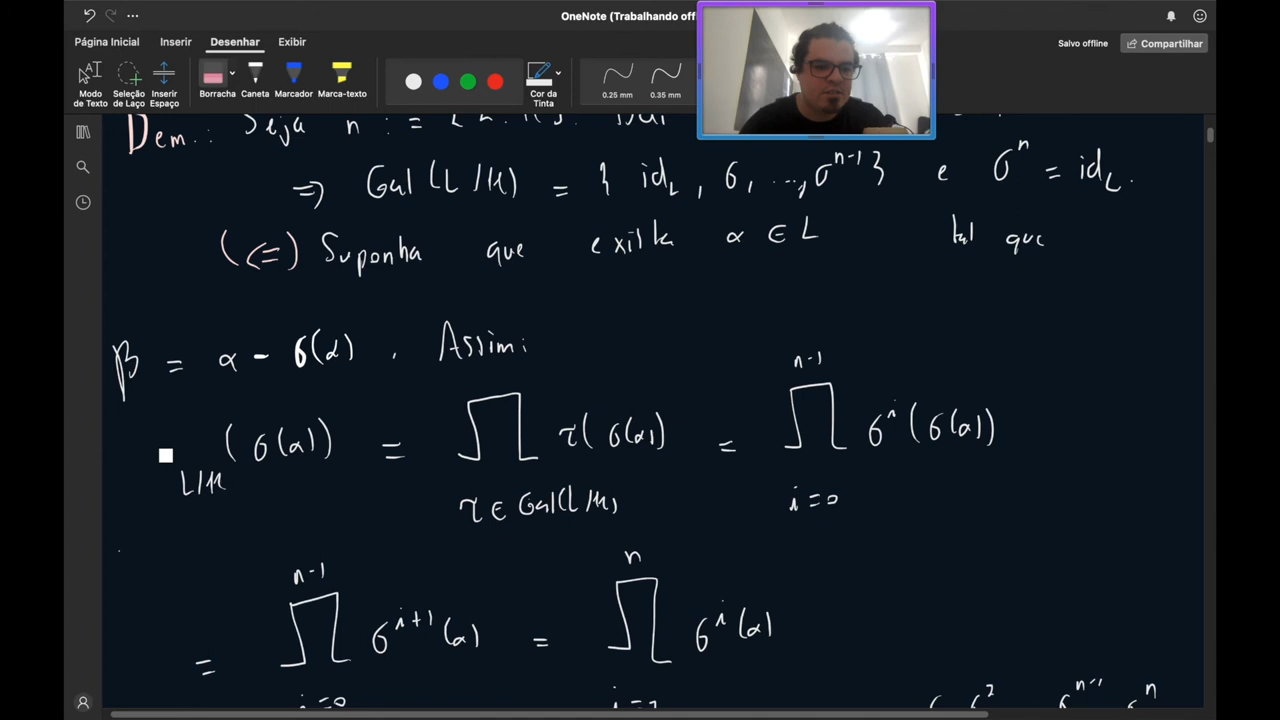 OneNote (Trabalhando off
Página Inicial Inserir Desenhar Exibir
Salvo offline Compartilhar
Modo de Texto Seleção de Laço Inserir Espaço Borracha Caneta Marcador Marca-texto Cor da Tinta 0.25 mm 0.35 mm
Dem.: Seja n :=
=> Gal(L/K) = { id_L, σ, ..., σ^{n-1} } e σ^n = id_L.
(<=) Suponha que exista α ∈ L tal que
β = α - σ(α). Assim:
_{L/K}(σ(α)) = ∏_{τ ∈ Gal(L/K)} τ(σ(α)) = ∏_{i=0}^{n-1} σ^i(σ(α))
= ∏_{i=0}^{n-1} σ^{i+1}(α) = ∏^{n} σ^i(α)
σ^2 σ^{n-1} σ^n